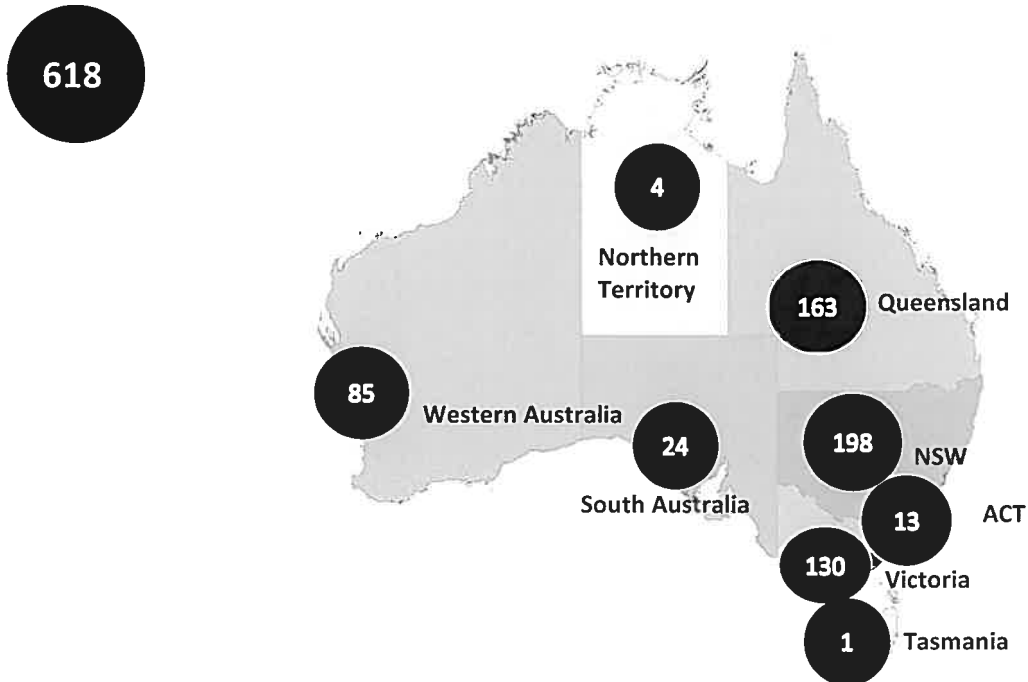 618
4
Northern
Territory
163
Queensland
85
Western Australia
24
South Australia
198
NSW
13
ACT
130
Victoria
1
Tasmania